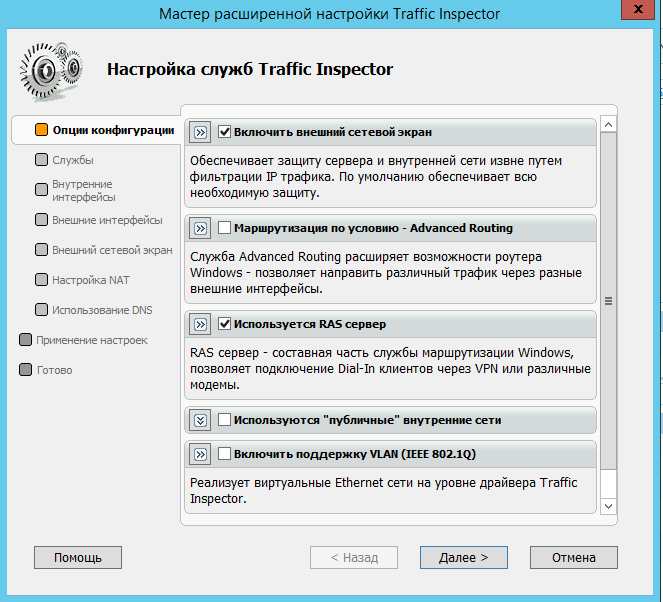 Мастер расширенной настройки Traffic Inspector
x
Настройка служб Traffic Inspector
Опции конфигурации
Службы
Внутренние
интерфейсы
Внешние интерфейсы
Внешний сетевой экран
Настройка NAT
Использование DNS
Применение настроек
Готово
Включить внешний сетевой экран
Обеспечивает защиту сервера и внутренней сети извне путем
фильтрации IP трафика. По умолчанию обеспечивает всю
необходимую защиту.
Маршрутизация по условию - Advanced Routing
Служба Advanced Routing расширяет возможности роутера
Windows - позволяет направить различный трафик через разные
внешние интерфейсы.
Используется RAS сервер
RAS сервер - составная часть службы маршрутизации Windows,
позволяет подключение Dial-In клиентов через VPN или различные
модемы.
Используются "публичные" внутренние сети
Включить поддержку VLAN (IEEE 802.1Q)
Реализует виртуальные Ethernet сети на уровне драйвера Traffic
Inspector.
Помощь
< Назад
Далее >
Отмена